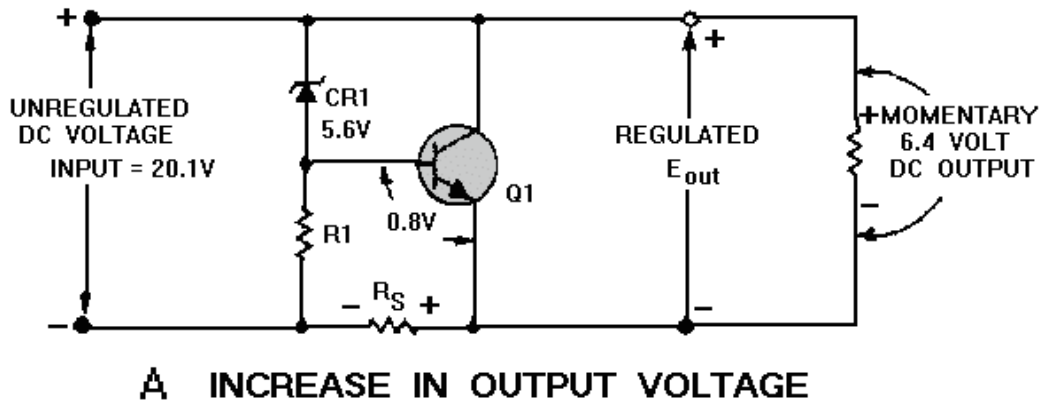 +
UNREGULATED
DC VOLTAGE
INPUT = 20.1V
−
CR1
5.6V
R1
0.8V
Q1
− RS +
+
REGULATED
Eout
−
+MOMENTARY
6.4 VOLT
DC OUTPUT
−
A INCREASE IN OUTPUT VOLTAGE